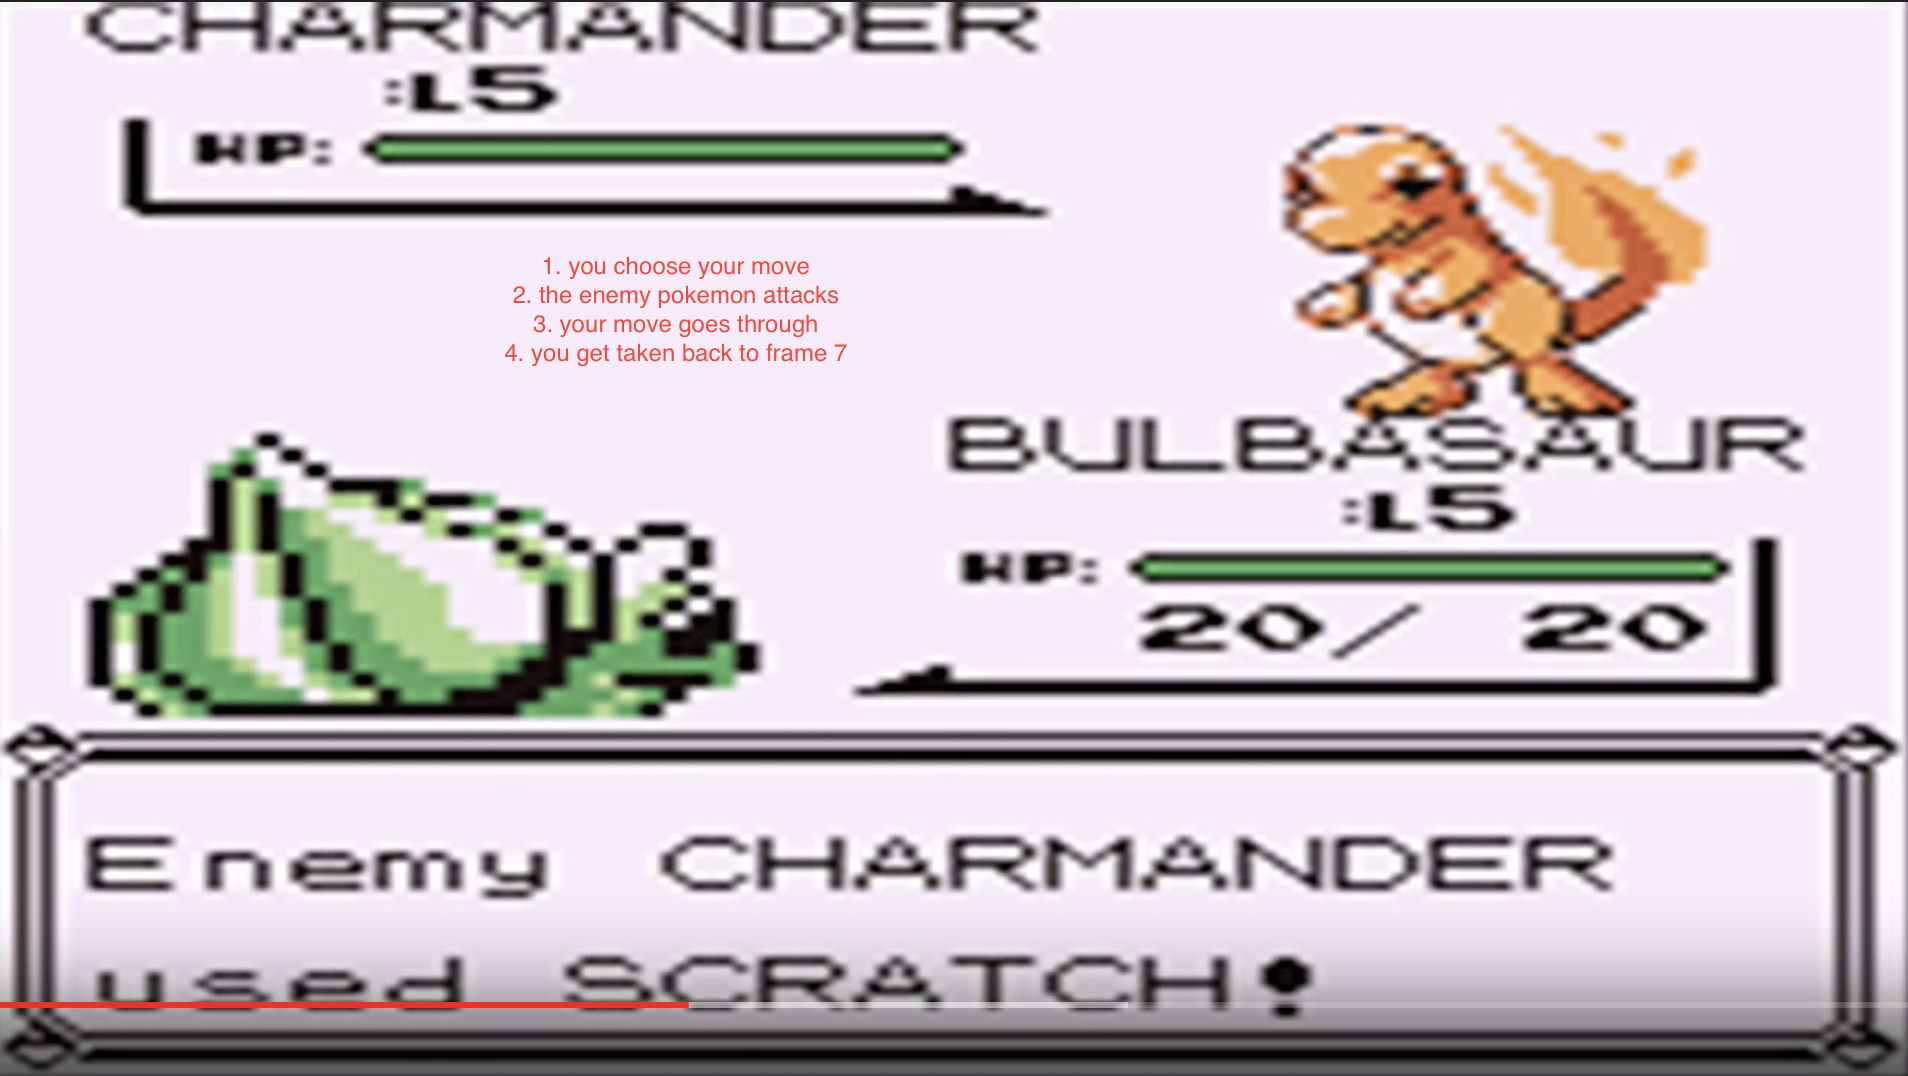 CHARMANDER
:L5
HP:
1. you choose your move
2. the enemy pokemon attacks
3. your move goes through
4. you get taken back to frame 7
BULBASAUR
:L5
HP:
20/ 20
Enemy CHARMANDER
used SCRATCH!